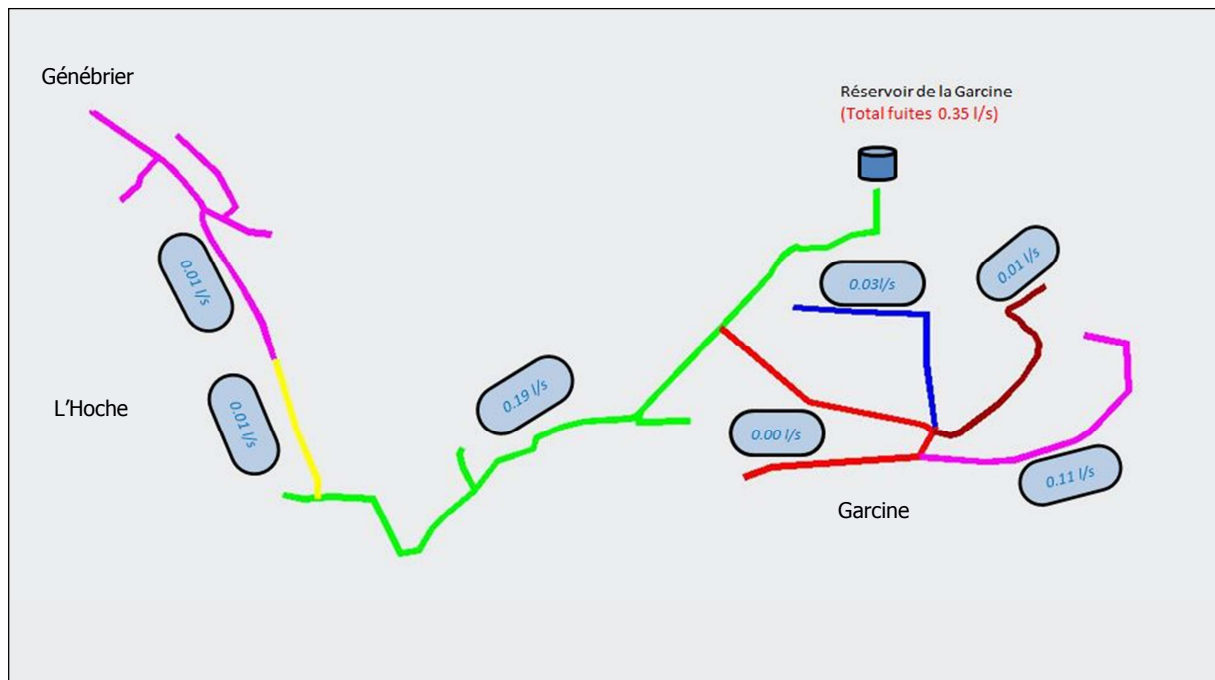 Génébrier
Réservoir de la Garcine
(Total fuites 0.35 l/s)
0.01 l/s
0.03l/s
0.01 l/s
L'Hoche
0.01 l/s
0.19 l/s
0.00 l/s
0.11 l/s
Garcine